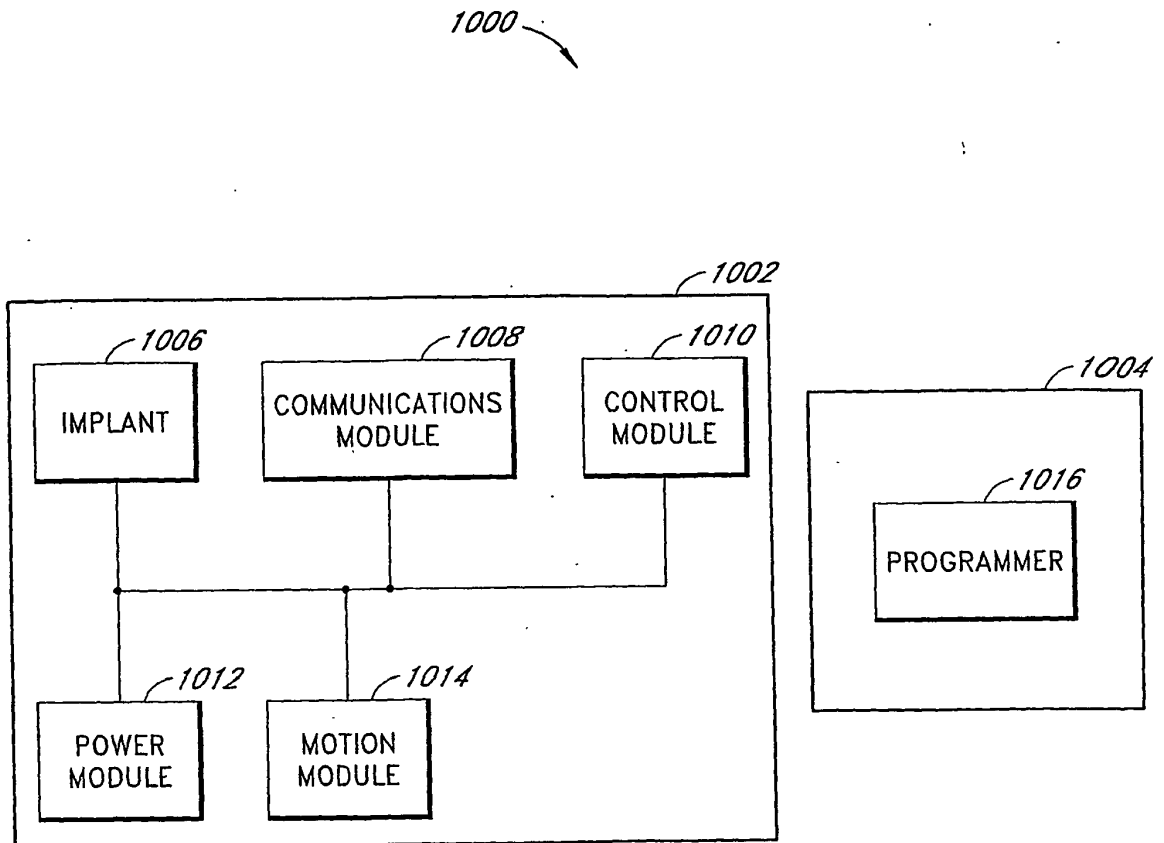 1000
1002
1006
1008
1010
1004
IMPLANT
COMMUNICATIONS
MODULE
CONTROL
MODULE
1016
PROGRAMMER
1012
1014
POWER
MODULE
MOTION
MODULE